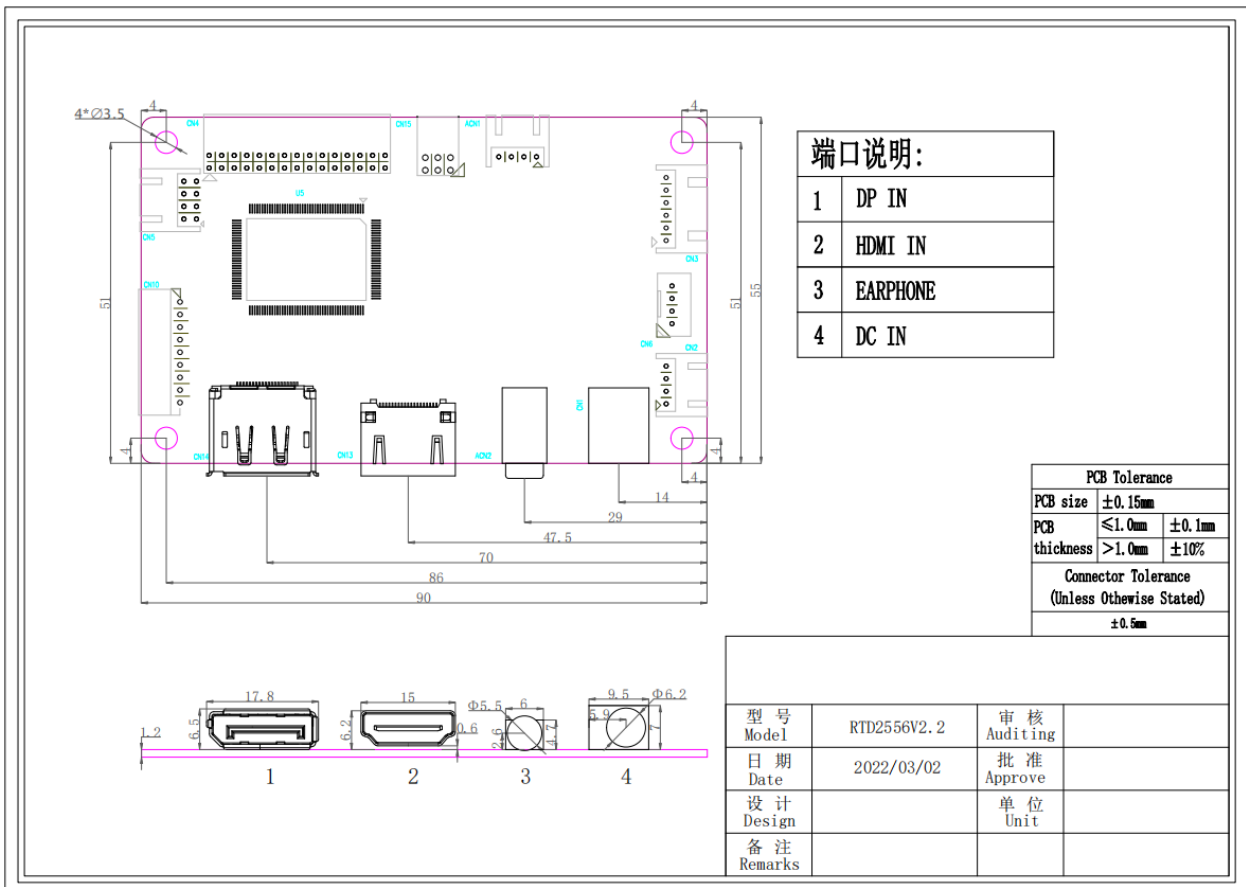 4
4*∅3.5
CN4
CN15
ACN1
4
端口说明:
1 DP IN
2 HDMI IN
3 EARPHONE
4 DC IN
U5
CN5
CN3
CN10
51
51
55
CN6
CN2
CN1
4
CN14
CN13
ACN2
4
4
14
29
47.5
70
86
90
PCB Tolerance
PCB size ±0.15mm
PCB thickness ≤1.0mm ±0.1mm
>1.0mm ±10%
Connector Tolerance
(Unless Othewise Stated)
±0.5mm
17.8
15
Φ5.5
6
9.5
Φ6.2
1.2
6.5
6.2
0.6
2.6
4.7
5.9
7
1
2
3
4
型 号
Model
RTD2556V2.2
审 核
Auditing
日 期
Date
2022/03/02
批 准
Approve
设 计
Design
单 位
Unit
备 注
Remarks